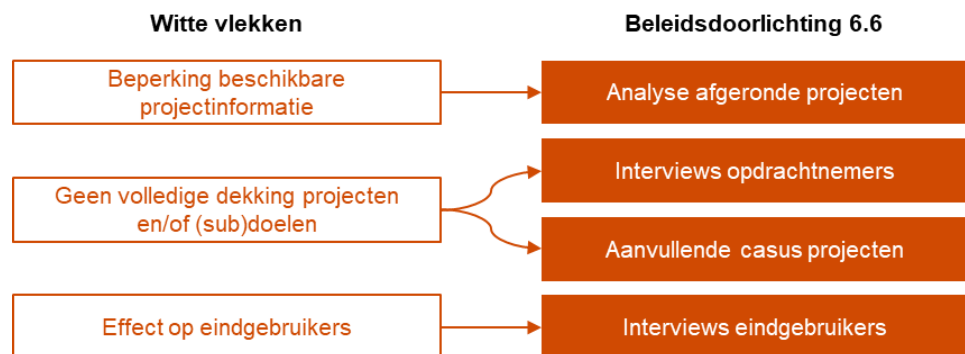 Witte vlekken
Beleidsdoorlichting 6.6
Beperking beschikbare
projectinformatie
Analyse afgeronde projecten
Geen volledige dekking projecten
en/of (sub)doelen
Interviews opdrachtnemers
Aanvullende casus projecten
Effect op eindgebruikers
Interviews eindgebruikers